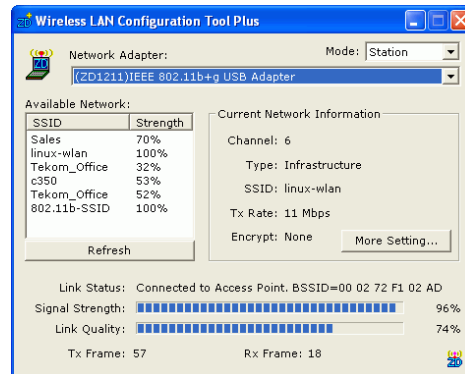 Wireless LAN Configuration Tool Plus
Network Adapter:
Mode: Station
(ZD1211)IEEE 802.11b+g USB Adapter
Available Network:
SSID Strength
Sales 70%
linux-wlan 100%
Tekom_Office 32%
c350 53%
Tekom_Office 52%
802.11b-SSID 100%
Refresh
Current Network Information
Channel: 6
Type: Infrastructure
SSID: linux-wlan
Tx Rate: 11 Mbps
Encrypt: None
More Setting...
Link Status: Connected to Access Point. BSSID=00 02 72 F1 02 AD
Signal Strength: 96%
Link Quality: 74%
Tx Frame: 57 Rx Frame: 18
ZD